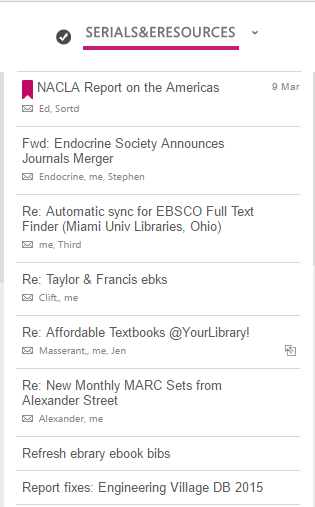 SERIALS&ERESOURCES
NACLA Report on the Americas 9 Mar
Ed, Sortd
Fwd: Endocrine Society Announces
Journals Merger
Endocrine, me, Stephen
Re: Automatic sync for EBSCO Full Text
Finder (Miami Univ Libraries, Ohio)
me, Third
Re: Taylor & Francis ebks
Clift,, me
Re: Affordable Textbooks @YourLibrary!
Masserant,, me, Jen
Re: New Monthly MARC Sets from
Alexander Street
Alexander, me
Refresh ebrary ebook bibs
Report fixes: Engineering Village DB 2015